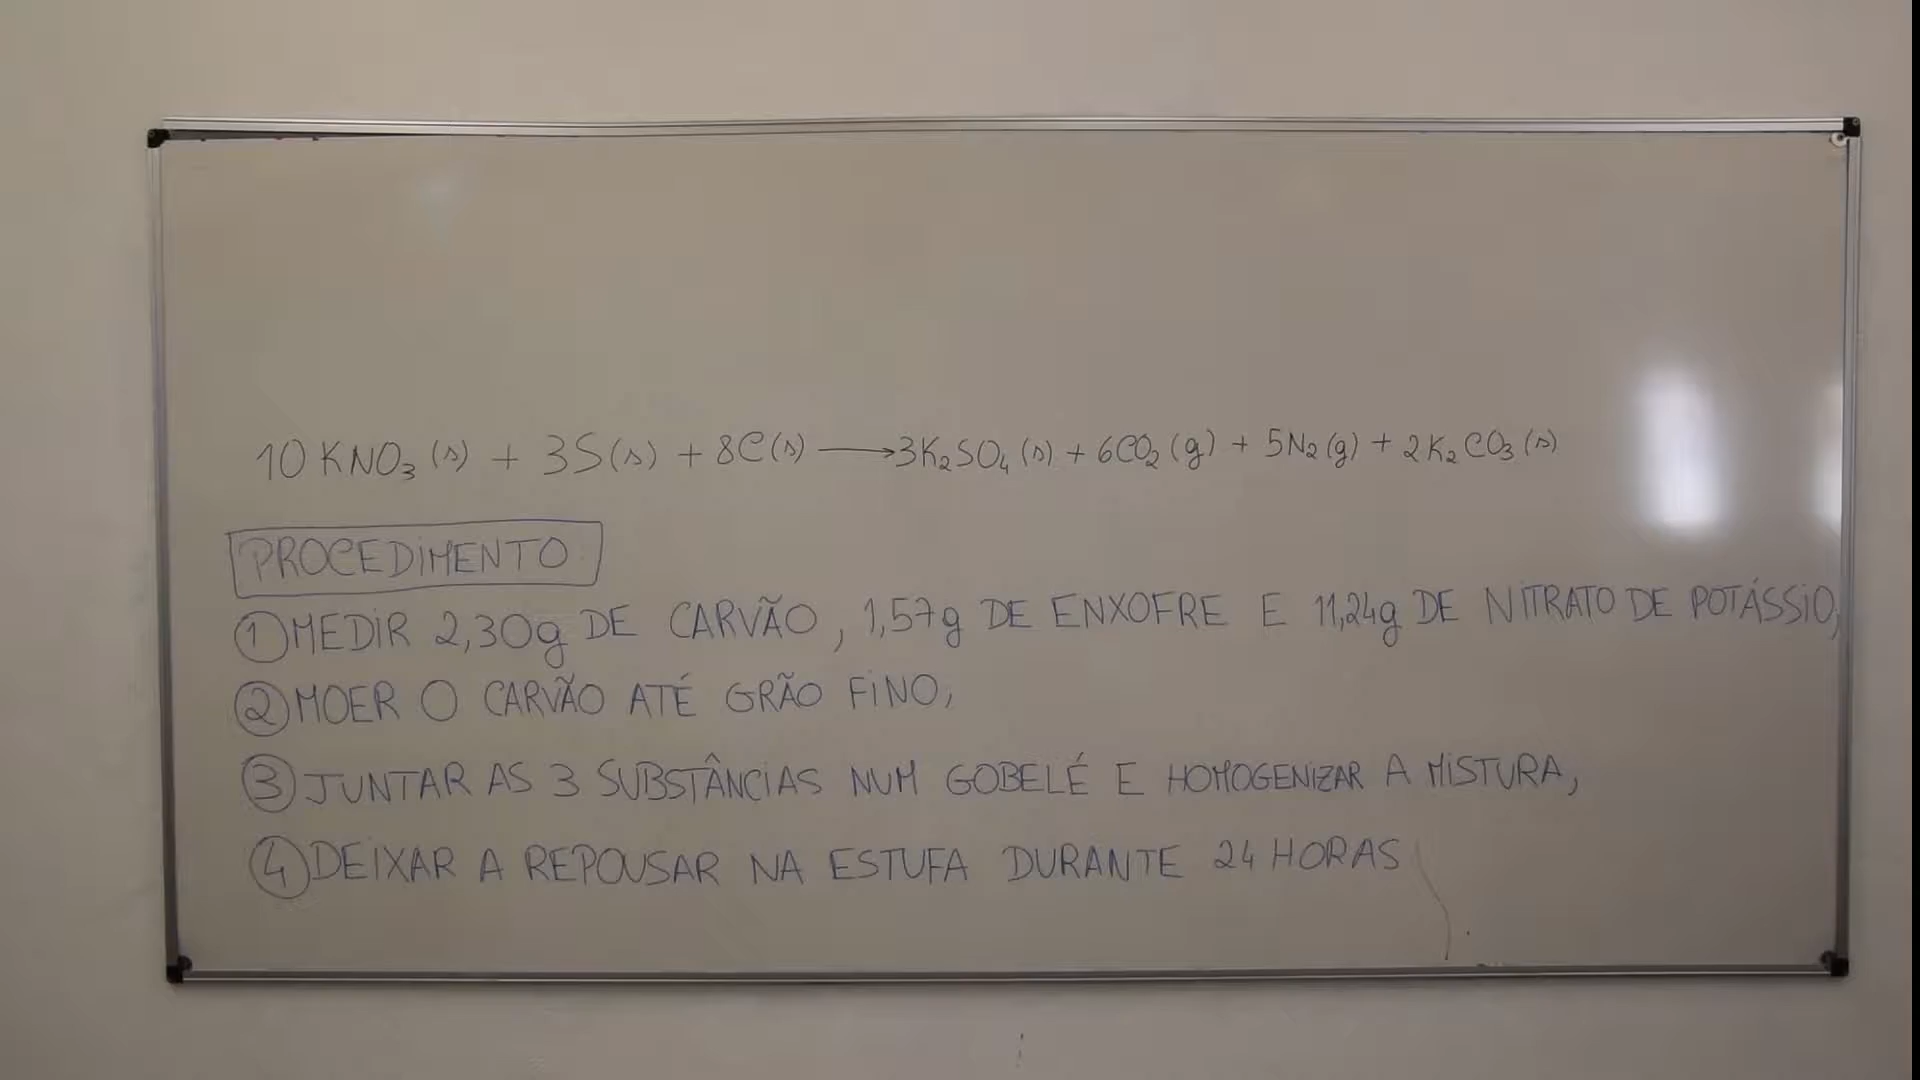 10 KNO₃ (s) + 3S(s) + 8C(s) ⟶ 3K₂SO₄ (s) + 6CO₂ (g) + 5N₂ (g) + 2K₂CO₃ (s)
PROCEDIMENTO
① MEDIR 2,30g DE CARVÃO, 1,57g DE ENXOFRE E 11,24g DE NITRATO DE POTÁSSIO,
② MOER O CARVÃO ATÉ GRÃO FINO,
③ JUNTAR AS 3 SUBSTÂNCIAS NUM GOBELÉ E HOMOGENIZAR A MISTURA,
④ DEIXAR A REPOUSAR NA ESTUFA DURANTE 24 HORAS